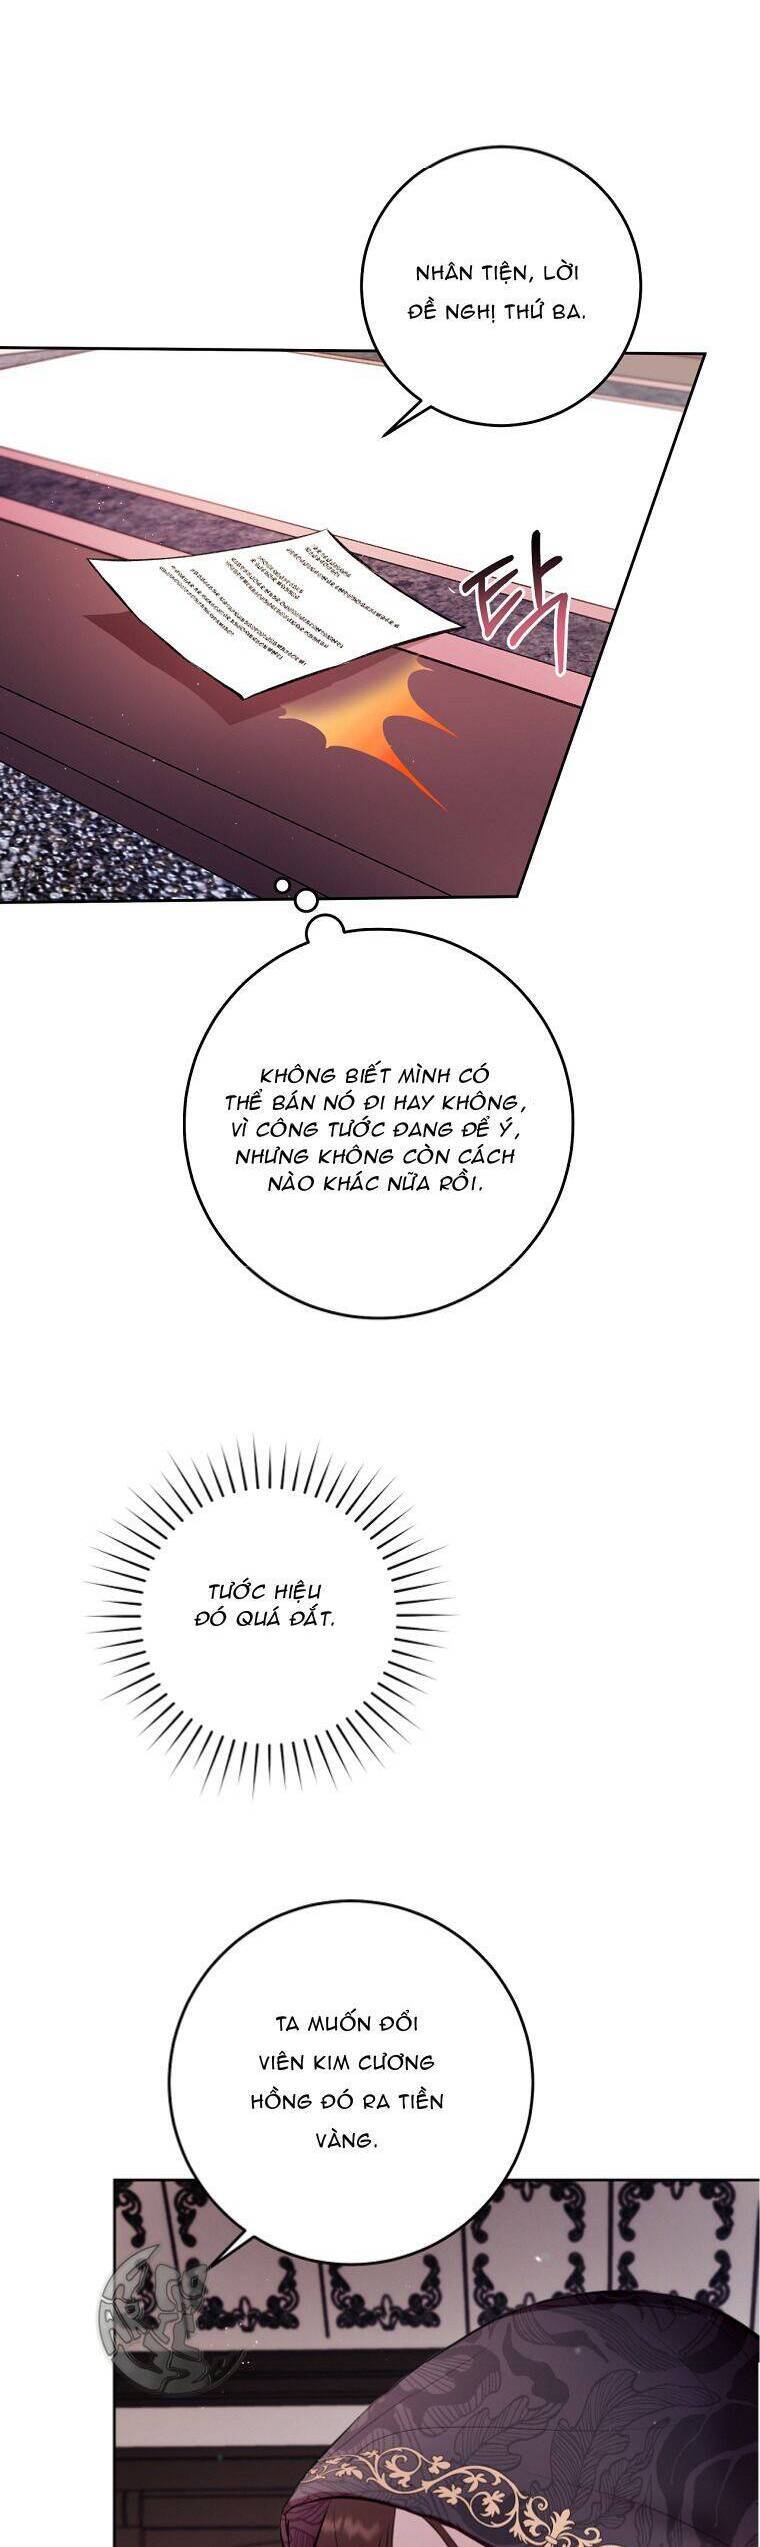 NHÂN TIỆN, LỜI
ĐỀ NGHỊ THỨ BA.
탁
KHÔNG BIẾT MÌNH CÓ
THỂ BÁN NÓ ĐI HAY KHÔNG,
VÌ CÔNG TƯỚC ĐANG ĐỂ Ý,
NHƯNG KHÔNG CÒN CÁCH
NÀO KHÁC NỮA RỒI.
TƯỚC HIỆU
ĐÓ QUÁ ĐẮT.
TA MUỐN ĐỔI
VIÊN KIM CƯƠNG
HỒNG ĐÓ RA TIỀN
VÀNG.